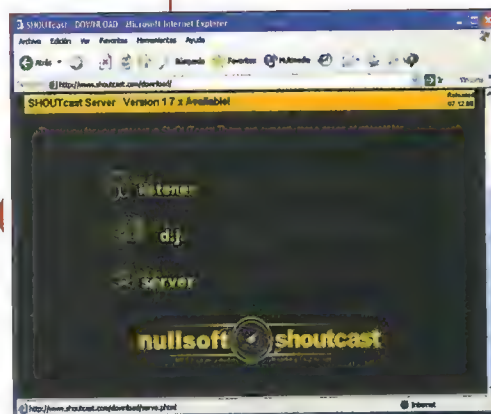 SHOUTcast DOWNLOAD - Microsoft Internet Explorer
Archivo Edición Ver Favoritos Herramientas Ayuda
Atrás Búsqueda Favoritos Multimedia
http://www.shoutcast.com/download/ Ir Vínculos
SHOUTcast Server Version 1.7.x Available!
listener
d.j.
server
nullsoft shoutcast
http://www.shoutcast.com/download/serve.phtml Internet